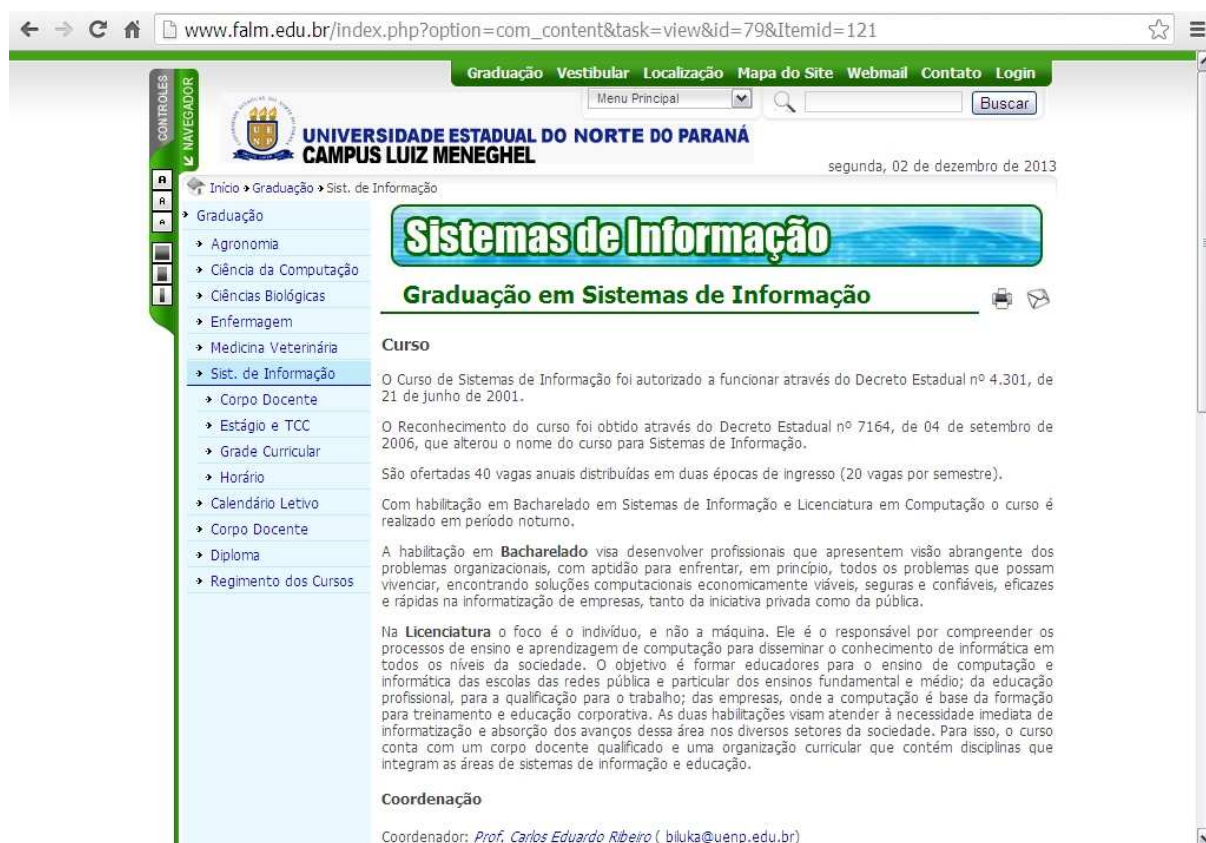 www.falm.edu.br/index.php?option=com_content&task=view&id=79&Itemid=121
CONTROLES
NAVEGADOR
Graduação Vestibular Localização Mapa do Site Webmail Contato Login
Menu Principal
Buscar
UENP
UNIVERSIDADE ESTADUAL DO NORTE DO PARANÁ
CAMPUS LUIZ MENEGHEL
segunda, 02 de dezembro de 2013
A
A
A
Início Graduação Sist. de Informação
Graduação
Agronomia
Ciência da Computação
Ciências Biológicas
Enfermagem
Medicina Veterinária
Sist. de Informação
Corpo Docente
Estágio e TCC
Grade Curricular
Horário
Calendário Letivo
Corpo Docente
Diploma
Regimento dos Cursos
Sistemas de Informação
Graduação em Sistemas de Informação
Curso
O Curso de Sistemas de Informação foi autorizado a funcionar através do Decreto Estadual nº 4.301, de
21 de junho de 2001.
O Reconhecimento do curso foi obtido através do Decreto Estadual nº 7164, de 04 de setembro de
2006, que alterou o nome do curso para Sistemas de Informação.
São ofertadas 40 vagas anuais distribuídas em duas épocas de ingresso (20 vagas por semestre).
Com habilitação em Bacharelado em Sistemas de Informação e Licenciatura em Computação o curso é
realizado em período noturno.
A habilitação em Bacharelado visa desenvolver profissionais que apresentem visão abrangente dos
problemas organizacionais, com aptidão para enfrentar, em princípio, todos os problemas que possam
vivenciar, encontrando soluções computacionais economicamente viáveis, seguras e confiáveis, eficazes
e rápidas na informatização de empresas, tanto da iniciativa privada como da pública.
Na Licenciatura o foco é o indivíduo, e não a máquina. Ele é o responsável por compreender os
processos de ensino e aprendizagem de computação para disseminar o conhecimento de informática em
todos os níveis da sociedade. O objetivo é formar educadores para o ensino de computação e
informática das escolas das redes pública e particular dos ensinos fundamental e médio; da educação
profissional, para a qualificação para o trabalho; das empresas, onde a computação é base da formação
para treinamento e educação corporativa. As duas habilitações visam atender à necessidade imediata de
informatização e absorção dos avanços dessa área nos diversos setores da sociedade. Para isso, o curso
conta com um corpo docente qualificado e uma organização curricular que contém disciplinas que
integram as áreas de sistemas de informação e educação.
Coordenação
Coordenador: Prof. Carlos Eduardo Ribeiro ( biluka@uenp.edu.br)